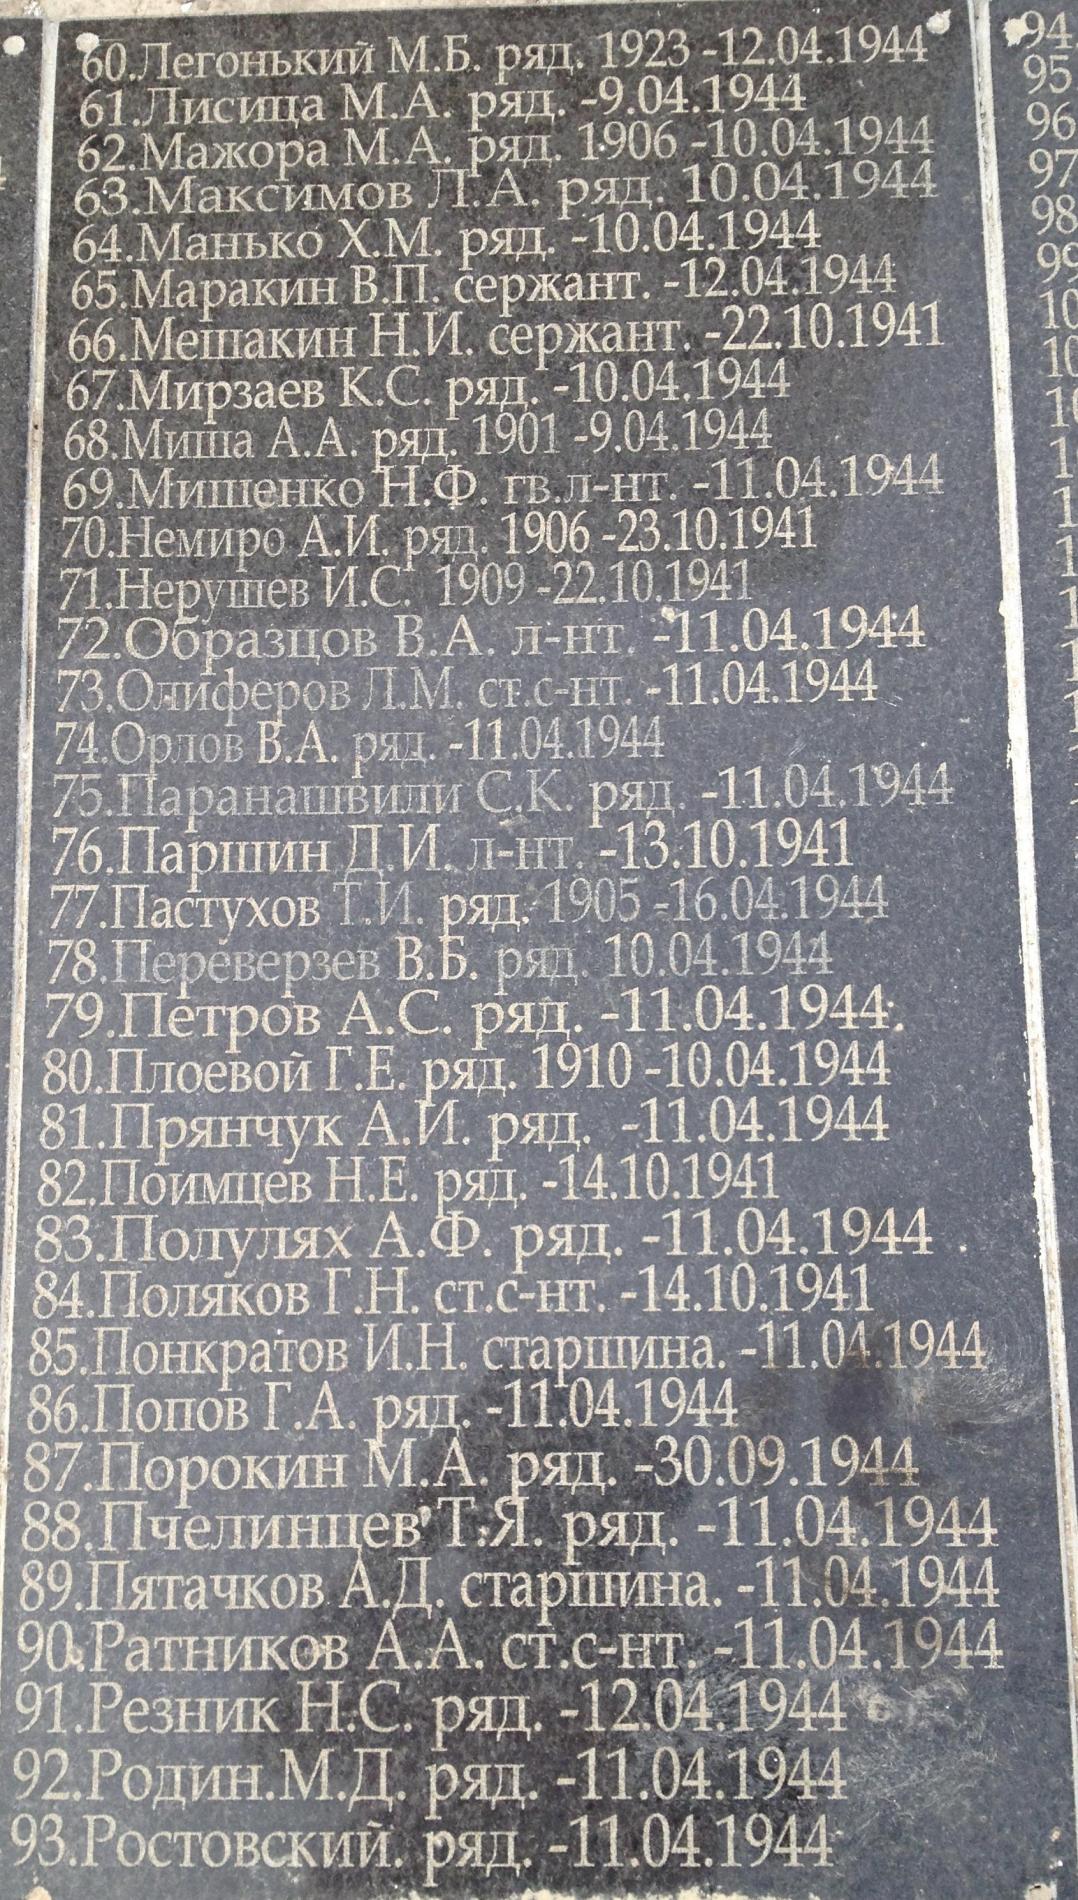 60.Легонький М.Б. ряд. 1923 -12.04.1944
61.Лисица М.А. ряд. -9.04.1944
62.Мажора М.А. ряд. 1906 -10.04.1944
63.Максимов Л.А. ряд. 10.04.1944
64.Манько Х.М. ряд. -10.04.1944
65.Маракин В.П. сержант. -12.04.1944
66.Мешакин Н.И. сержант. -22.10.1941
67.Мирзаев К.С. ряд. -10.04.1944
68.Миша А.А. ряд. 1901 -9.04.1944
69.Мишенко Н.Ф. гв.л-нт. -11.04.1944
70.Немиро А.И. ряд. 1906 -23.10.1941
71.Нерушев И.С. 1909 -22.10.1941
72.Образцов В.А. л-нт. -11.04.1944
73.Олиферов Л.М. ст.с-нт. -11.04.1944
74.Орлов В.А. ряд. -11.04.1944
75.Паранашвили С.К. ряд. -11.04.1944
76.Паршин Д.И. л-нт. -13.10.1941
77.Пастухов Т.И. ряд. 1905 -16.04.1944
78.Переверзев В.Б. ряд. 10.04.1944
79.Петров А.С. ряд. -11.04.1944.
80.Плоевой Г.Е. ряд. 1910 -10.04.1944
81.Прянчук А.И. ряд. -11.04.1944
82.Поимцев Н.Е. ряд. -14.10.1941
83.Полулях А.Ф. ряд. -11.04.1944
84.Поляков Г.Н. ст.с-нт. -14.10.1941
85.Понкратов И.Н. старшина. -11.04.1944
86.Попов Г.А. ряд. -11.04.1944
87.Порокин М.А. ряд. -30.09.1944
88.Пчелинцев Т.Я. ряд. -11.04.1944
89.Пятачков А.Д. старшина. -11.04.1944
90.Ратников А.А. ст.с-нт. -11.04.1944
91.Резник Н.С. ряд. -12.04.1944
92.Родин.М.Д. ряд. -11.04.1944
93.Ростовский. ряд. -11.04.1944
94.
95
96
97
98
99